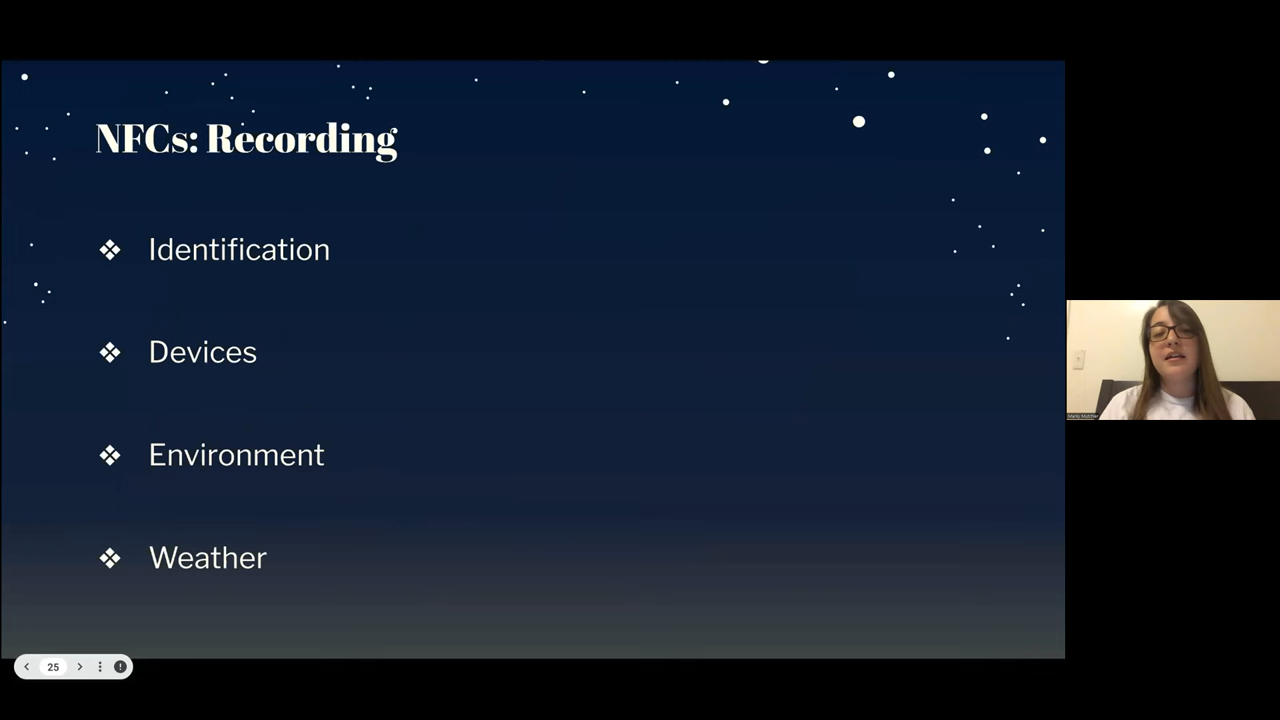 NFCs: Recording
❖ Identification
❖ Devices
❖ Environment
❖ Weather
25